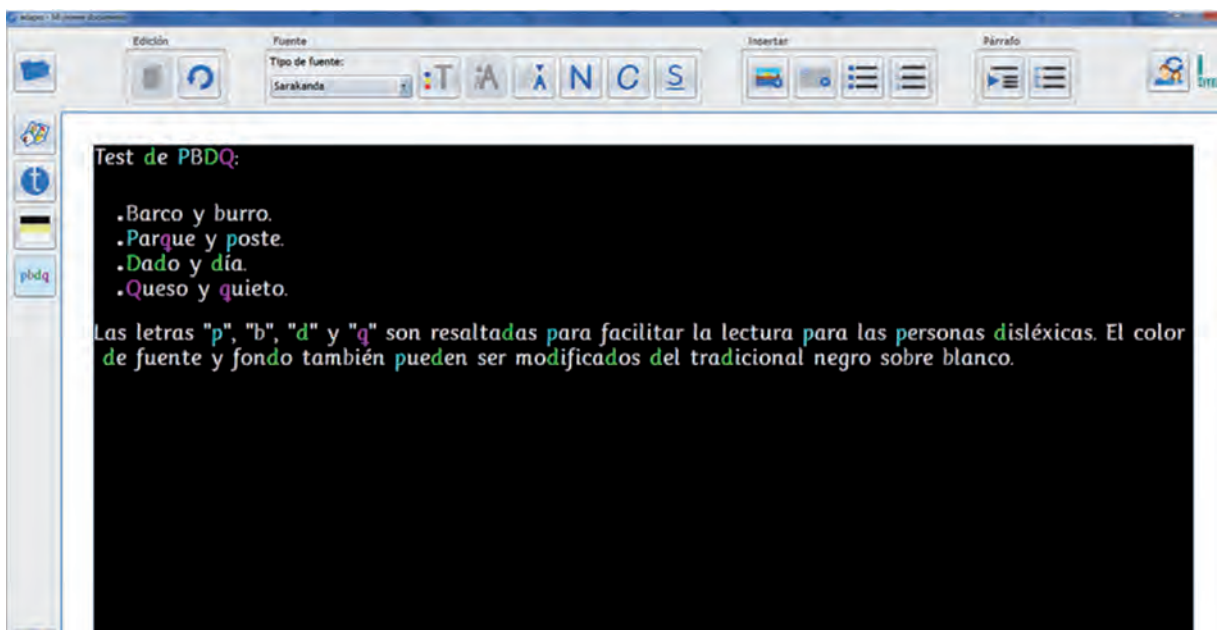 Edición Fuente Insertar Párrafo
Tipo de fuente:
Sarakanda
T A A N C S
pbdq
Test de PBDQ:
.Barco y burro.
.Parque y poste.
.Dado y día.
.Queso y quieto.
Las letras "p", "b", "d" y "q" son resaltadas para facilitar la lectura para las personas disléxicas. El color
de fuente y fondo también pueden ser modificados del tradicional negro sobre blanco.